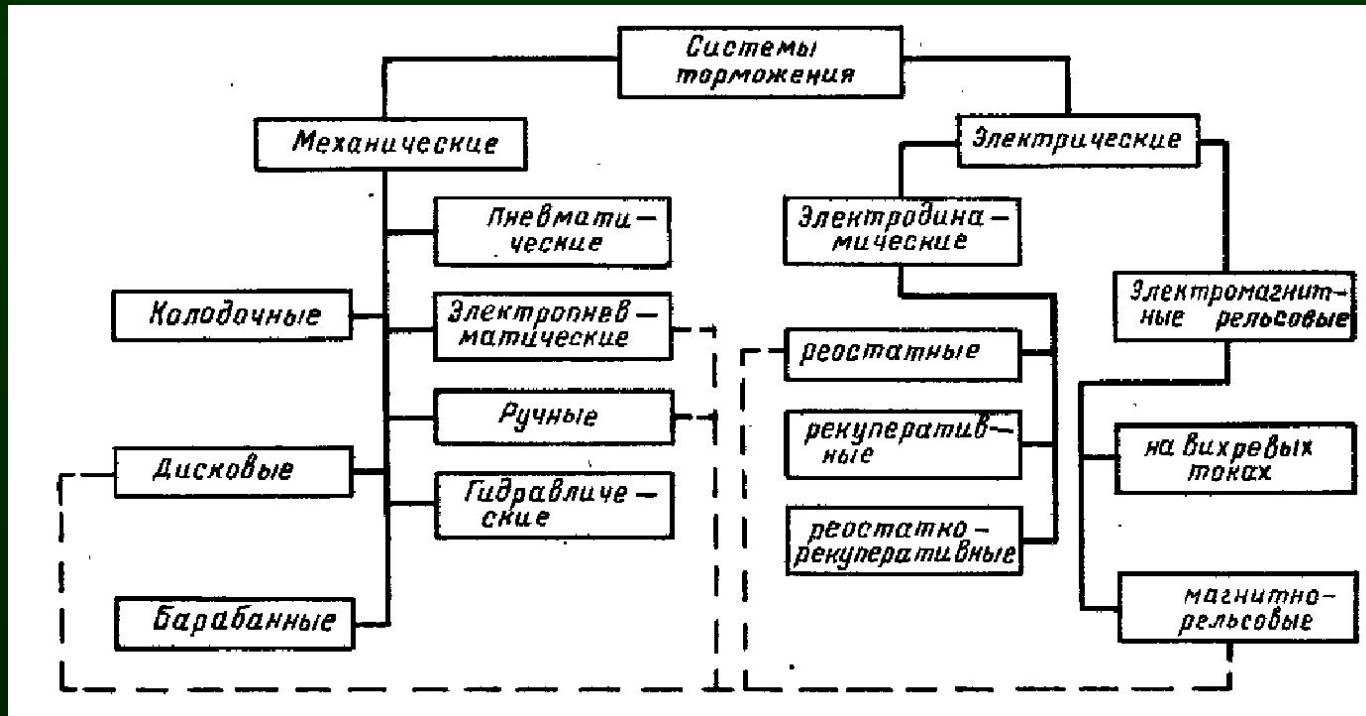 Системы
торможения
Механические
Электрические
Пневмати-
ческие
Электродина-
мические
Колодочные
Электропнев-
матические
Электромагнит-
ные рельсовые
реостатные
Ручные
рекуператив-
ные
на вихревых
токах
Дисковые
Гидравличе-
ские
реостатко-
рекуперативные
Барабанные
магнитно-
рельсовые